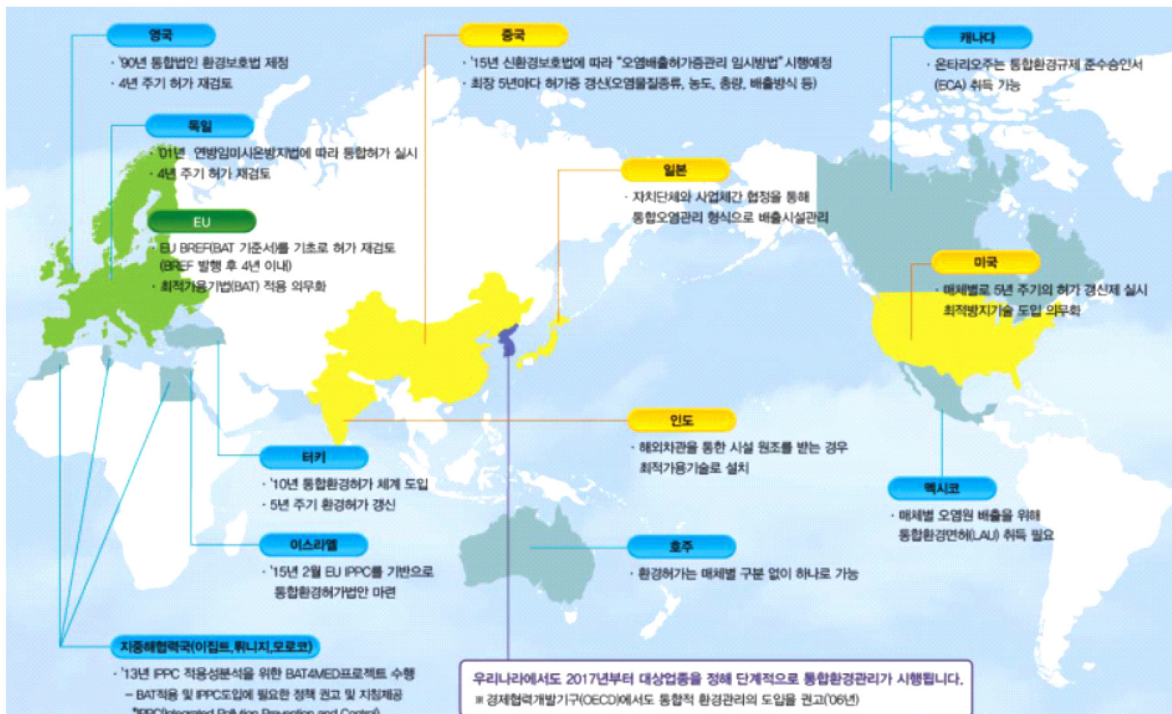 영국
· '90년 통합법인 환경보호법 제정
· 4년 주기 허가 재검토
독일
· '01年 연방임미시온방지법에 따라 통합허가 실시
· 4년 주기 허가 재검토
EU
· EU BREF(BAT 기준서)를 기초로 허가 재검토
(BREF 발행 후 4년 이내)
· 최적가용기법(BAT) 적용 의무화
중국
· '15년 신환경보호법에 따라 "오염배출허가증관리 임시방법" 시행예정
· 최장 5년마다 허가증 갱신(오염물질종류, 농도, 총량, 배출방식 등)
일본
· 자치단체와 사업체간 협정을 통해
통합오염관리 형식으로 배출시설관리
캐나다
· 온타리오주는 통합환경규제 준수승인서
(ECA) 취득 가능
미국
· 매체별로 5년 주기의 허가 갱신제 실시
최적방지기술 도입 의무화
인도
· 해외차관을 통한 시설 원조를 받는 경우
최적가용기술로 설치
멕시코
· 매체별 오염원 배출을 위해
통합환경면허(LAU) 취득 필요
터키
· '10년 통합환경허가 체계 도입
· 5년 주기 환경허가 갱신
이스라엘
· '15년 2월 EU IPPC를 기반으로
통합환경허가법안 마련
호주
· 환경허가는 매체별 구분 없이 하나로 가능
지중해협력국(이집트,튀니지,모로코)
· '13년 IPPC 적용성분석을 위한 BAT4MED프로젝트 수행
– BAT적용 및 IPPC도입에 필요한 정책 권고 및 지침제공
*IPPC(Integrated Pollution Prevention and Control)
우리나라에서도 2017년부터 대상업종을 정해 단계적으로 통합환경관리가 시행됩니다.
※ 경제협력개발기구(OECD)에서도 통합적 환경관리의 도입을 권고('06년)